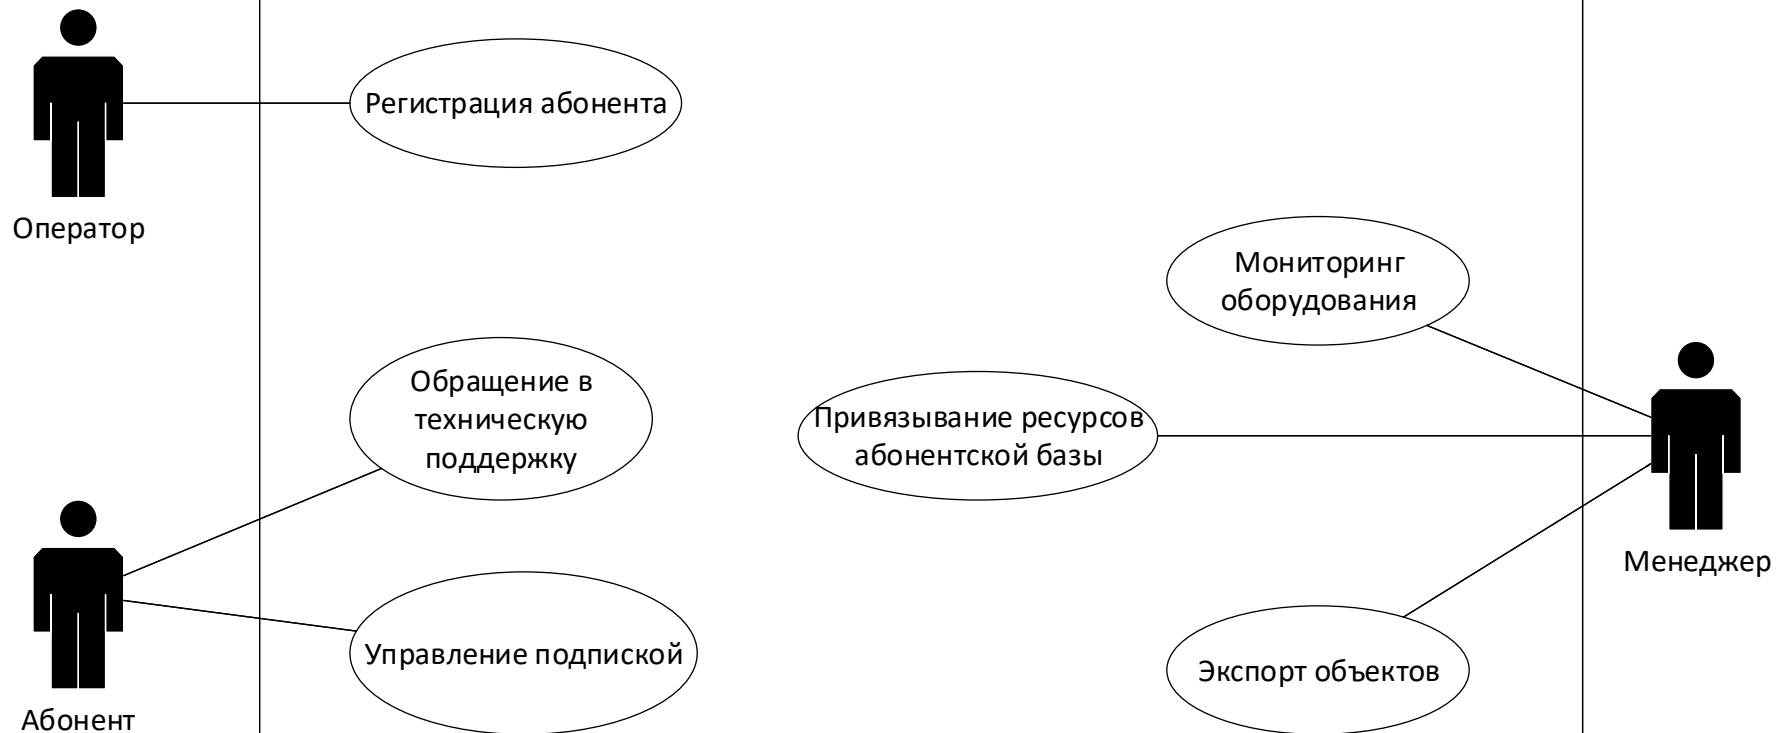 Регистрация абонента
Оператор
Мониторинг
оборудования
Обращение в
техническую
поддержку
Привязывание ресурсов
абонентской базы
Менеджер
Управление подпиской
Экспорт объектов
Абонент